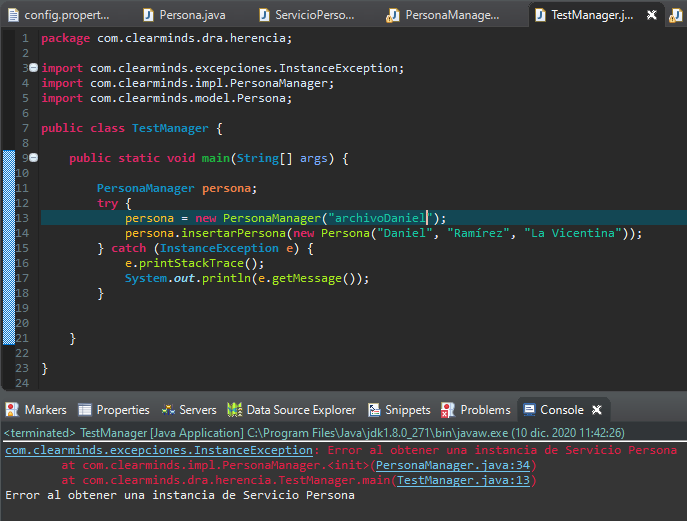 config.propert... Persona.java ServicioPerso... PersonaManage... TestManager.j...
1 package com.clearminds.dra.herencia;
2
3 import com.clearminds.excepciones.InstanceException;
4 import com.clearminds.impl.PersonaManager;
5 import com.clearminds.model.Persona;
6
7 public class TestManager {
8
9 public static void main(String[] args) {
10
11 PersonaManager persona;
12 try {
13 persona = new PersonaManager("archivoDaniel");
14 persona.insertarPersona(new Persona("Daniel", "Ramírez", "La Vicentina"));
15 } catch (InstanceException e) {
16 e.printStackTrace();
17 System.out.println(e.getMessage());
18 }
19
20
21 }
22
23 }
24
Markers Properties Servers Data Source Explorer Snippets Problems Console
<terminated> TestManager [Java Application] C:\Program Files\Java\jdk1.8.0_271\bin\javaw.exe (10 dic. 2020 11:42:26)
com.clearminds.excepciones.InstanceException: Error al obtener una instancia de Servicio Persona
at com.clearminds.impl.PersonaManager.<init>(PersonaManager.java:34)
at com.clearminds.dra.herencia.TestManager.main(TestManager.java:13)
Error al obtener una instancia de Servicio Persona